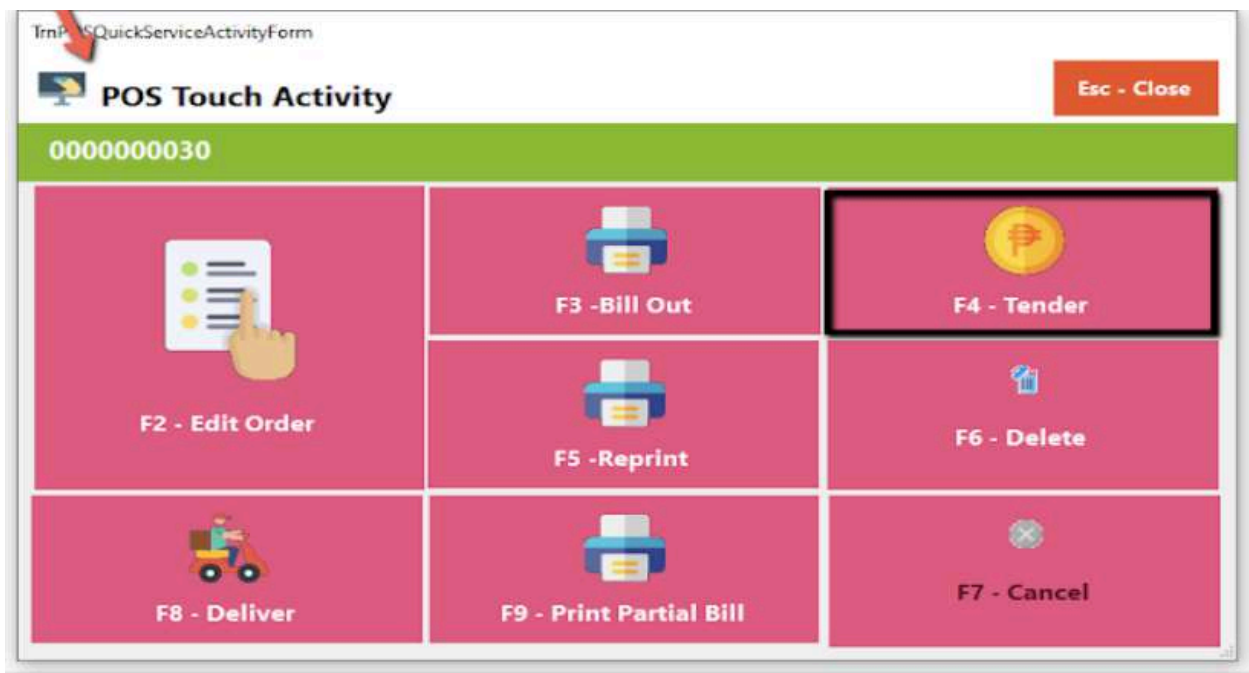 TrnPOSQuickServiceActivityForm
POS Touch Activity
Esc - Close
0000000030
F2 - Edit Order
F3 -Bill Out
F4 - Tender
F5 -Reprint
F6 - Delete
F8 - Deliver
F9 - Print Partial Bill
F7 - Cancel